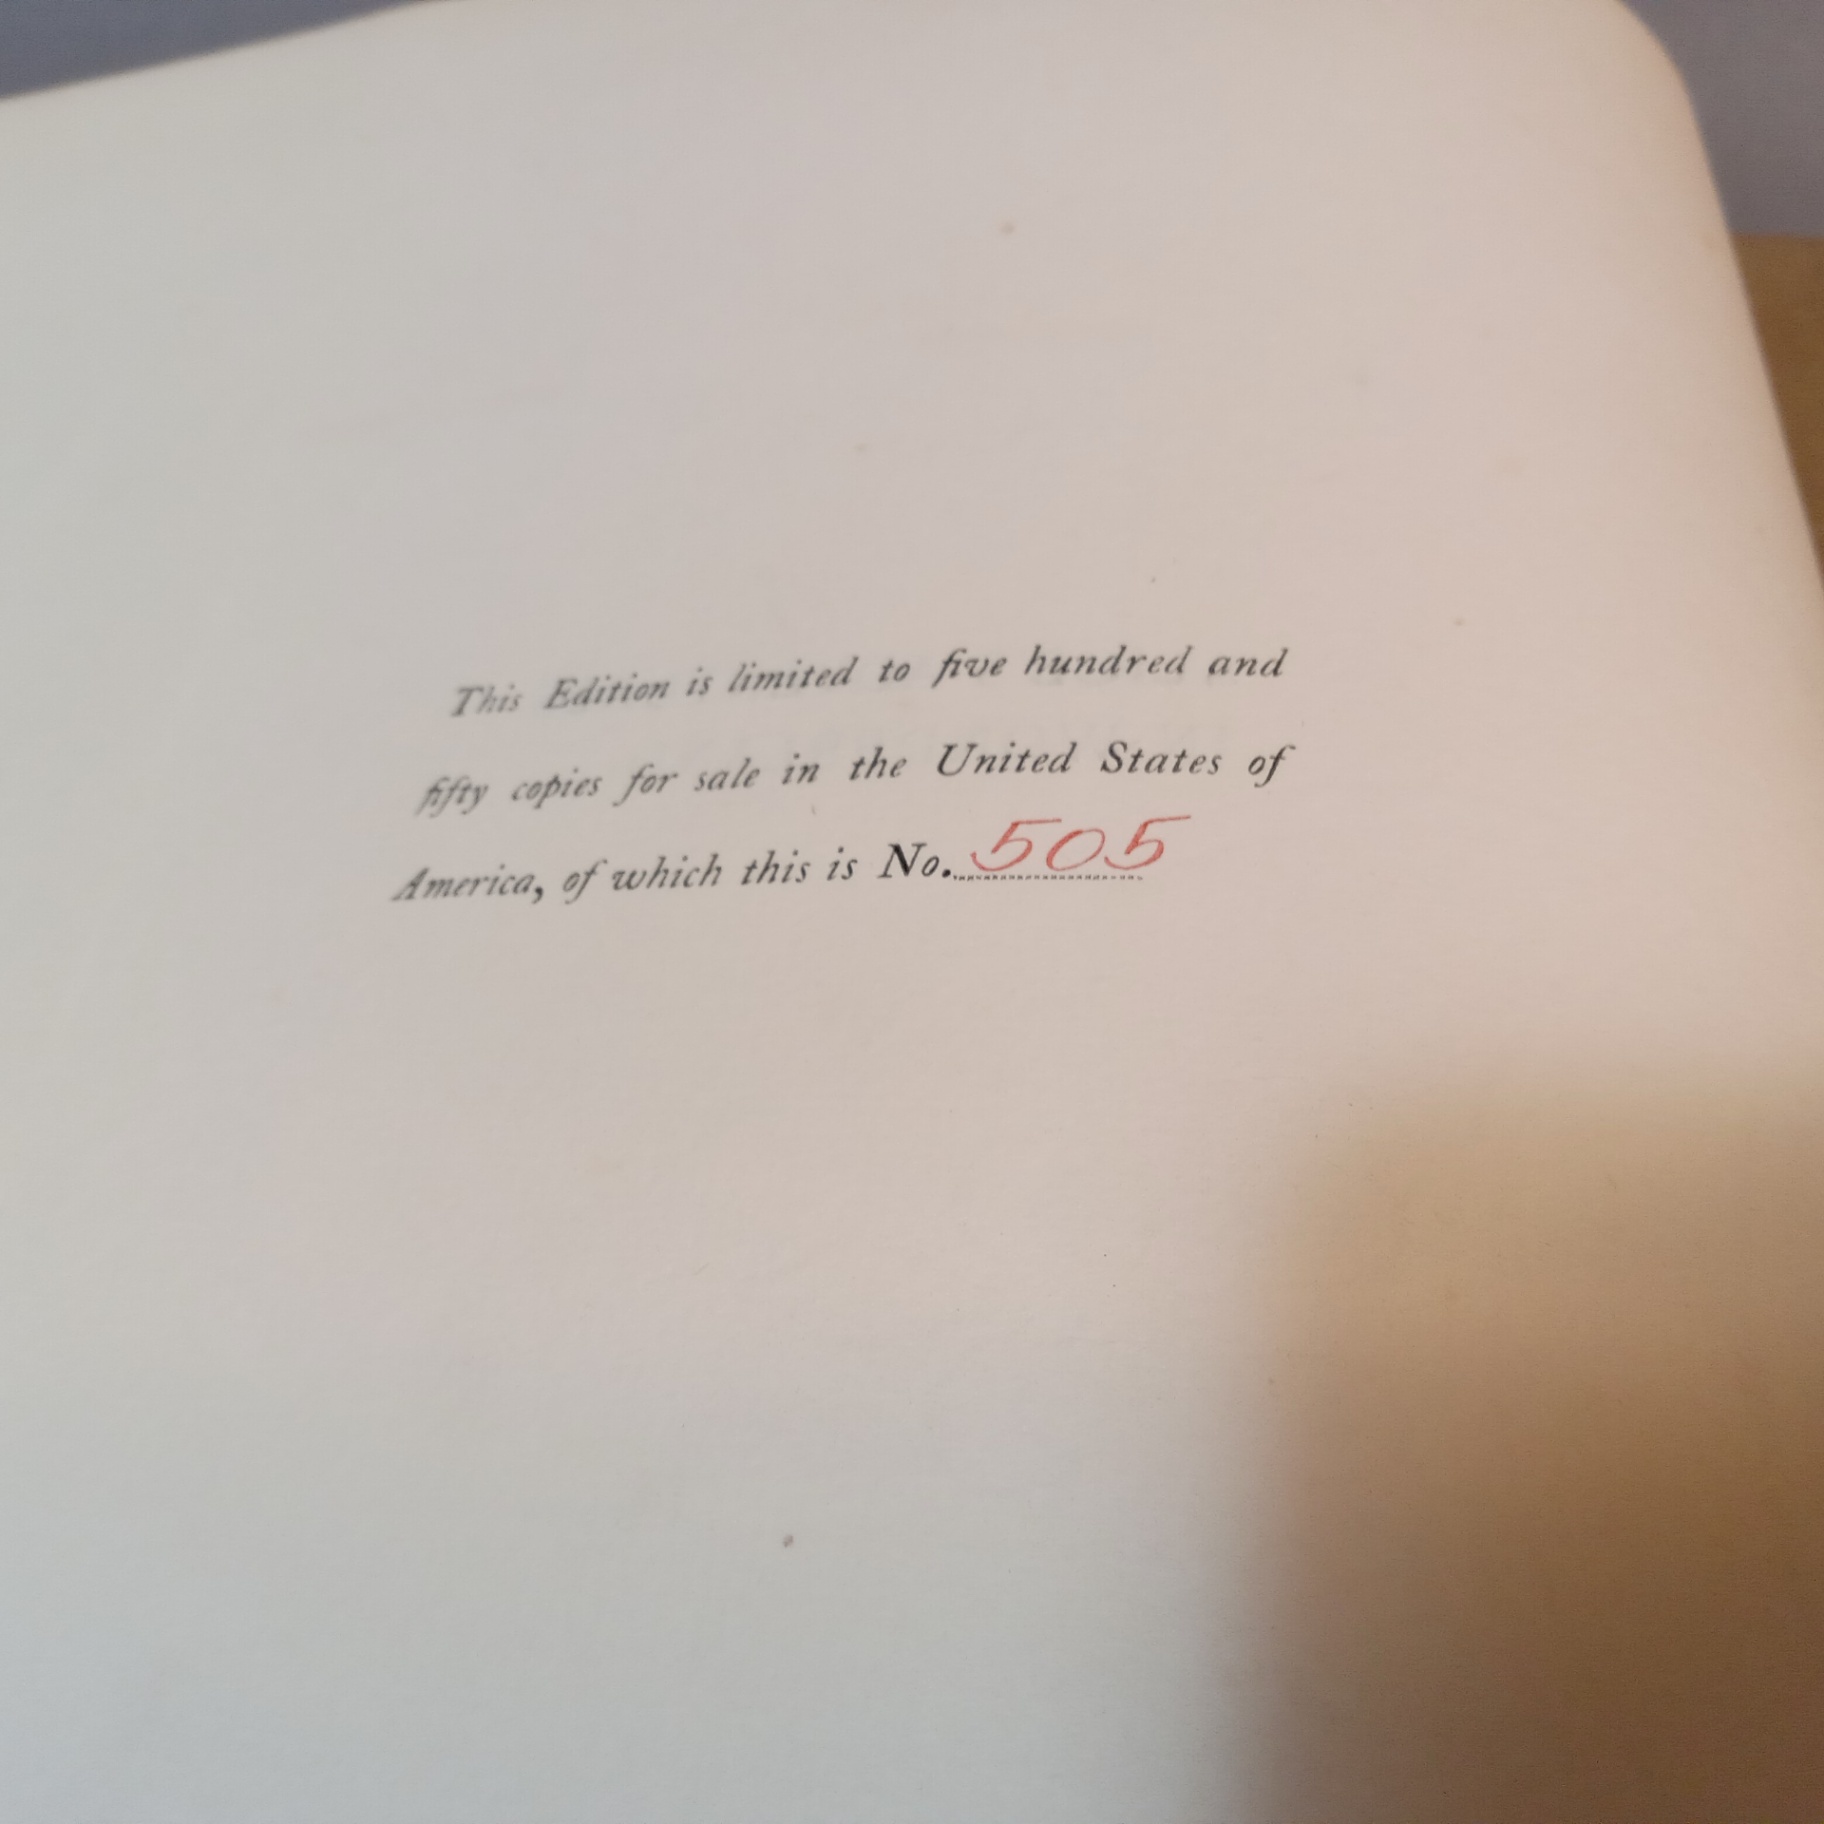 This Edition is limited to five hundred and
fifty copies for sale in the United States of
America, of which this is No. 505